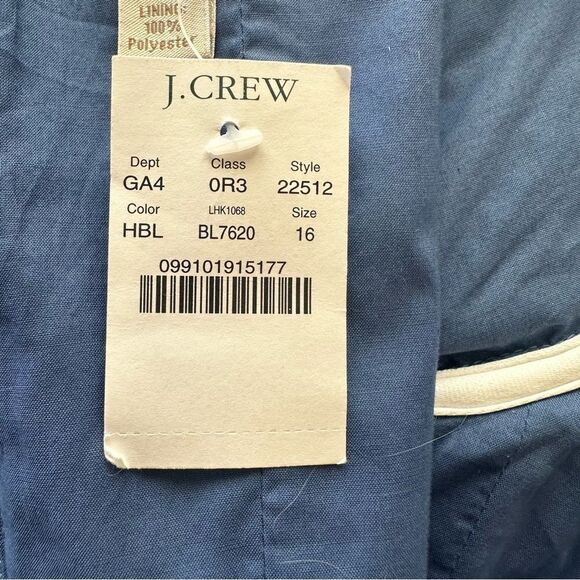 LINING
100%
Polyester
J.CREW
Dept Class Style
GA4 0R3 22512
Color LHK1068 Size
HBL BL7620 16
099101915177